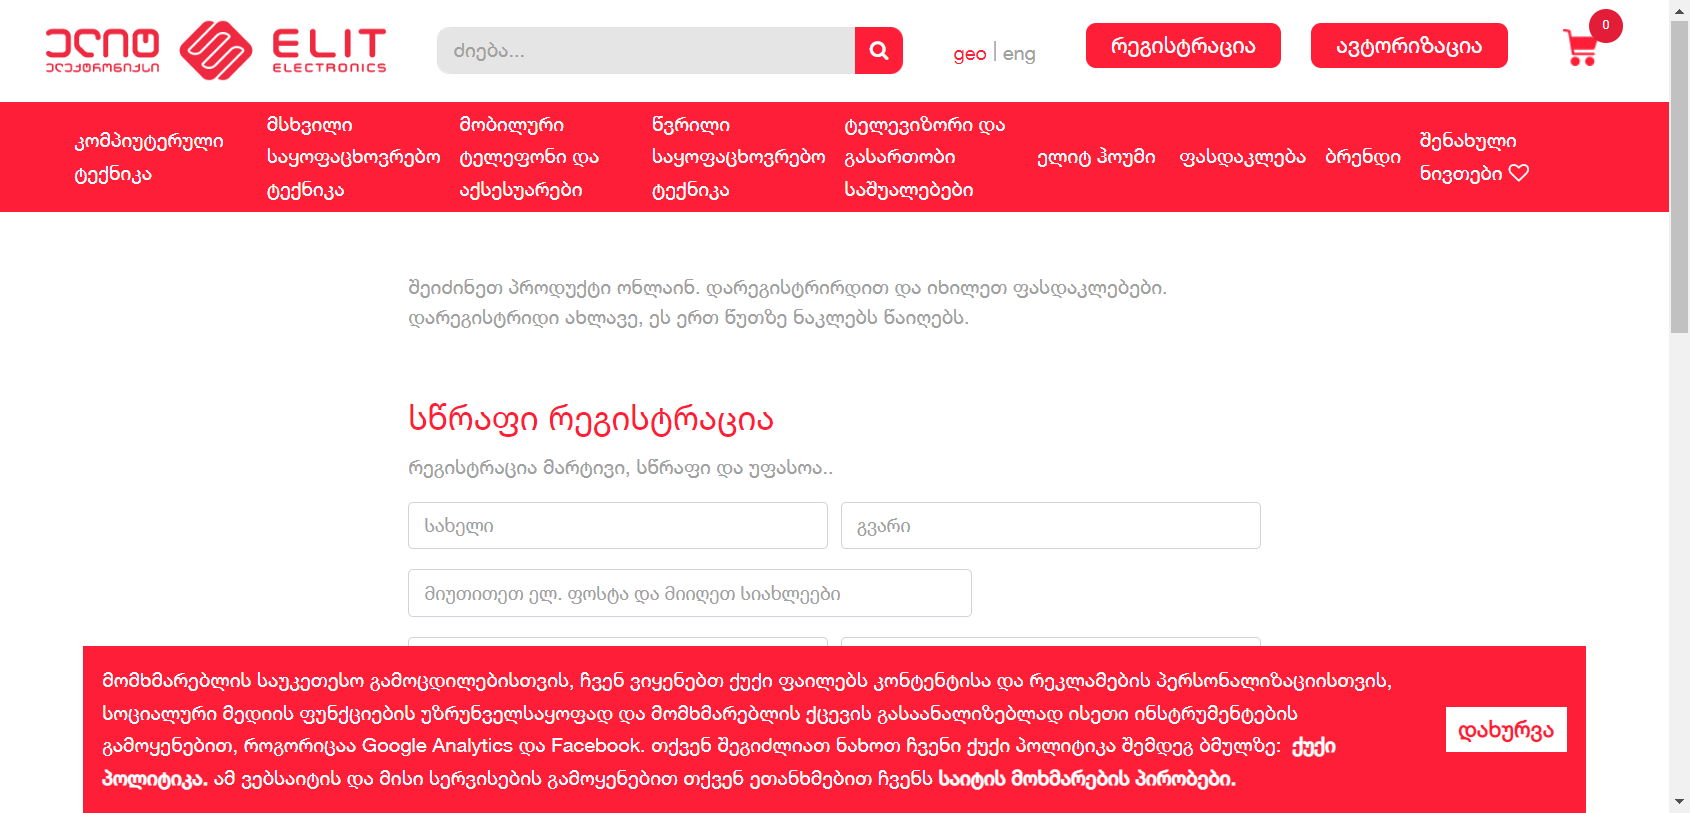 ელიტ
ელექტრონიქსი
ELIT
ELECTRONICS
ძიება...
geo | eng
რეგისტრაცია
ავტორიზაცია
0
კომპიუტერული
ტექნიკა
მსხვილი
საყოფაცხოვრებო
ტექნიკა
მობილური
ტელეფონი და
აქსესუარები
წვრილი
საყოფაცხოვრებო
ტექნიკა
ტელევიზორი და
გასართობი
საშუალებები
ელიტ ჰოუმი
ფასდაკლება
ბრენდი
შენახული
ნივთები
შეიძინეთ პროდუქტი ონლაინ. დარეგისტრირდით და იხილეთ ფასდაკლებები.
დარეგისტრიდი ახლავე, ეს ერთ წუთზე ნაკლებს წაიღებს.
სწრაფი რეგისტრაცია
რეგისტრაცია მარტივი, სწრაფი და უფასოა..
სახელი
გვარი
მიუთითეთ ელ. ფოსტა და მიიღეთ სიახლეები
მომხმარებლის საუკეთესო გამოცდილებისთვის, ჩვენ ვიყენებთ ქუქი ფაილებს კონტენტისა და რეკლამების პერსონალიზაციისთვის,
სოციალური მედიის ფუნქციების უზრუნველსაყოფად და მომხმარებლის ქცევის გასაანალიზებლად ისეთი ინსტრუმენტების
გამოყენებით, როგორიცაა Google Analytics და Facebook. თქვენ შეგიძლიათ ნახოთ ჩვენი ქუქი პოლიტიკა შემდეგ ბმულზე: ქუქი
პოლიტიკა. ამ ვებსაიტის და მისი სერვისების გამოყენებით თქვენ ეთანხმებით ჩვენს საიტის მოხმარების პირობები.
დახურვა